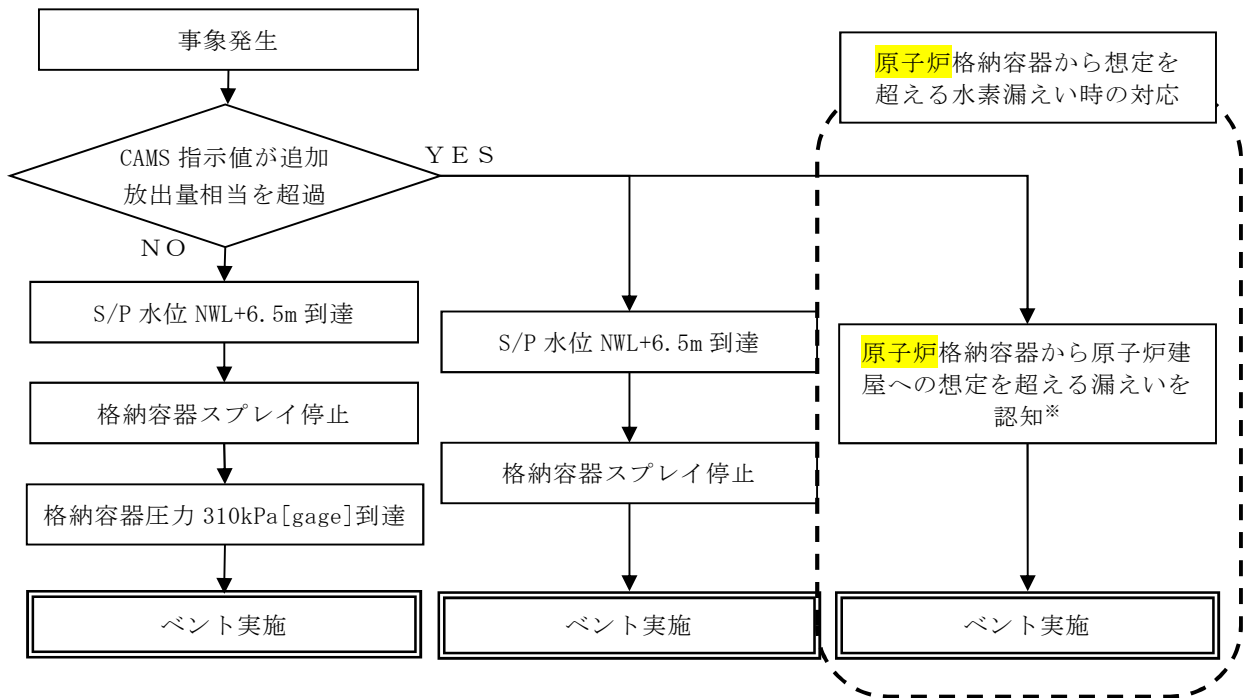 事象発生
CAMS 指示値が追加
放出量相当を超過
ＹＥＳ
ＮＯ
S/P 水位 NWL+6.5m 到達
格納容器スプレイ停止
格納容器圧力 310kPa[gage]到達
ベント実施
S/P 水位 NWL+6.5m 到達
格納容器スプレイ停止
ベント実施
原子炉格納容器から想定を
超える水素漏えい時の対応
原子炉格納容器から原子炉建
屋への想定を超える漏えいを
認知※
ベント実施